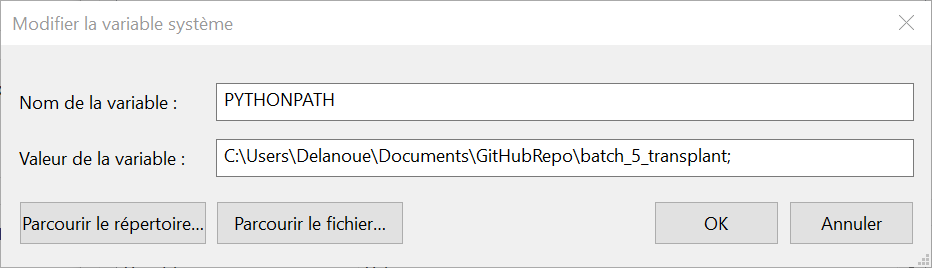 Modifier la variable système
Nom de la variable :
PYTHONPATH
Valeur de la variable :
C:\Users\Delanoue\Documents\GitHubRepo\batch_5_transplant;
Parcourir le répertoire...
Parcourir le fichier...
OK
Annuler